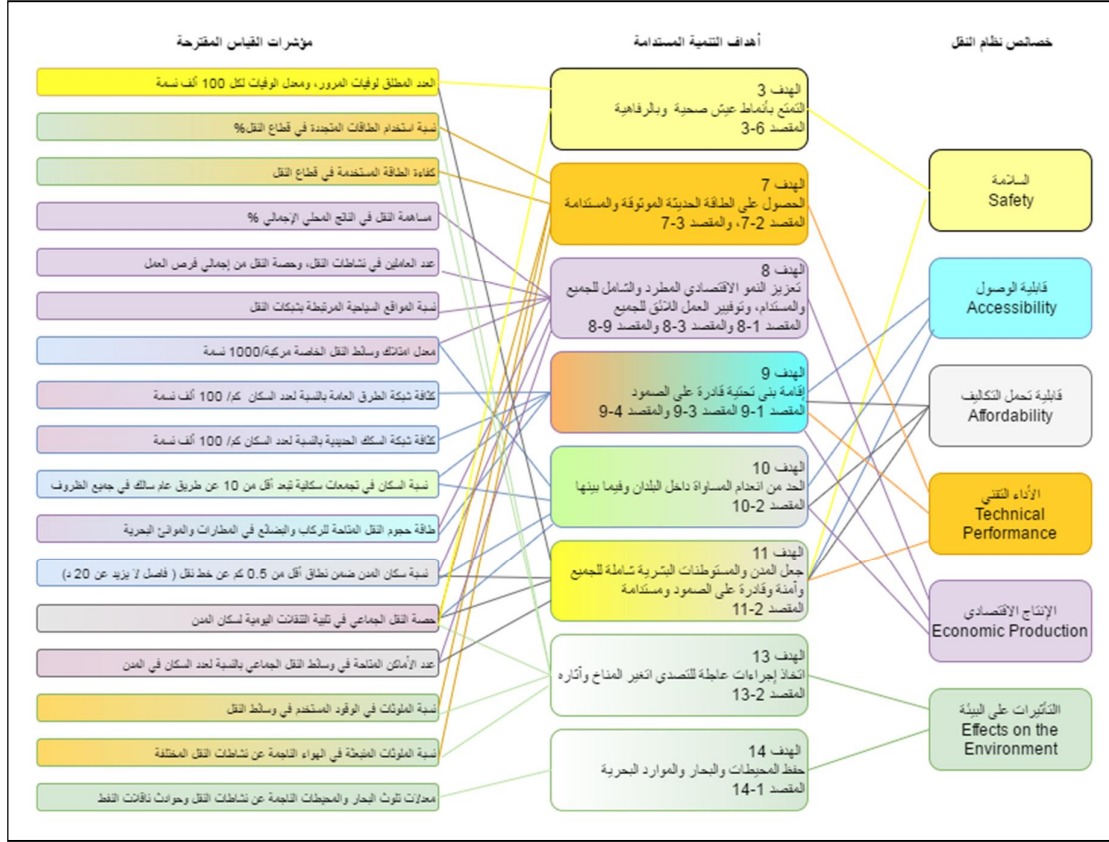 خصائص نظام النقل
السلامة
Safety
قابلية الوصول
Accessibility
قابلية تحمل التكاليف
Affordability
الأداء التقني
Technical
Performance
الإنتاج الاقتصادي
Economic Production
االتأثيرات على البيئة
Effects on the
Environment
أهداف التنمية المستدامة
الهدف 3
التمتع بأنماط عيش صحية وبالرفاهية
المقصد 6-3
الهدف 7
الحصول على الطاقة الحديثة الموثوقة والمستدامة
المقصد 2-7، والمقصد 3-7
الهدف 8
تعزيز النمو الاقتصادي المطرد والشامل للجميع
والمستدام، وتوفيير العمل اللائق للجميع
المقصد 1-8 والمقصد 3-8 والمقصد 9-8
الهدف 9
إقامة بنى تحتية قادرة على الصمود
المقصد 1-9 المقصد 3-9 والمقصد 4-9
الهدف 10
الحد من انعدام المساواة داخل البلدان وفيما بينها
المقصد 2-10
الهدف 11
جعل المدن والمستوطنات البشرية شاملة للجميع
وآمنة وقادرة على الصمود ومستدامة
المقصد 2-11
الهدف 13
اتخاذ إجراءات عاجلة للتصدي اتغير المناخ وآثاره
المقصد 2-13
الهدف 14
حفظ المحيطات والبحار والموارد البحرية
المقصد 1-14
مؤشرات القياس المقترحة
العدد المطلق لوفيات المرور، ومعدل الوفيات لكل 100 ألف نسمة
نسبة استخدام الطاقات المتجددة في قطاع النقل%
كفاءة الطاقة المستخدمة في قطاع النقل
مساهمة النقل في الناتج المحلي الإجمالي %
عدد العاملين في نشاطات النقل، وحصة النقل من إجمالي فرص العمل
نسبة المواقع السياحية المرتبطة بشبكات النقل
معدل امتلاك وسائط النقل الخاصة مركبة/1000 نسمة
كثافة شبكة الطرق العامة بالنسبة لعدد السكان كم/ 100 ألف نسمة
كثافة شبكة السكك الحديدية بالنسبة لعدد السكان كم/ 100 ألف نسمة
نسبة السكان في تجمعات سكانية تبعد أقل من 10 عن طريق عام سالك في جميع الظروف
طاقة حجوم النقل المتاحة للركاب والبضائع في المطارات والموانئ البحرية
نسبة سكان المدن ضمن نطاق أقل من 0.5 كم عن خط نقل ( فاصل لا يزيد عن 20 د)
حصة النقل الجماعي في تلبية التنقلات اليومية لسكان المدن
عدد الأماكن المتاحة في وسائط النقل الجماعي بالنسبة لعدد السكان في المدن
نسبة الملوثات في الوقود المستخدم في وسائط النقل
نسبة الملوثات المنبعثة في الهواء الناجمة عن نشاطات النقل المختلفة
معدلات تلوث البحار والمحيطات الناجمة عن نشاطات النقل وحوادث ناقلات النفط